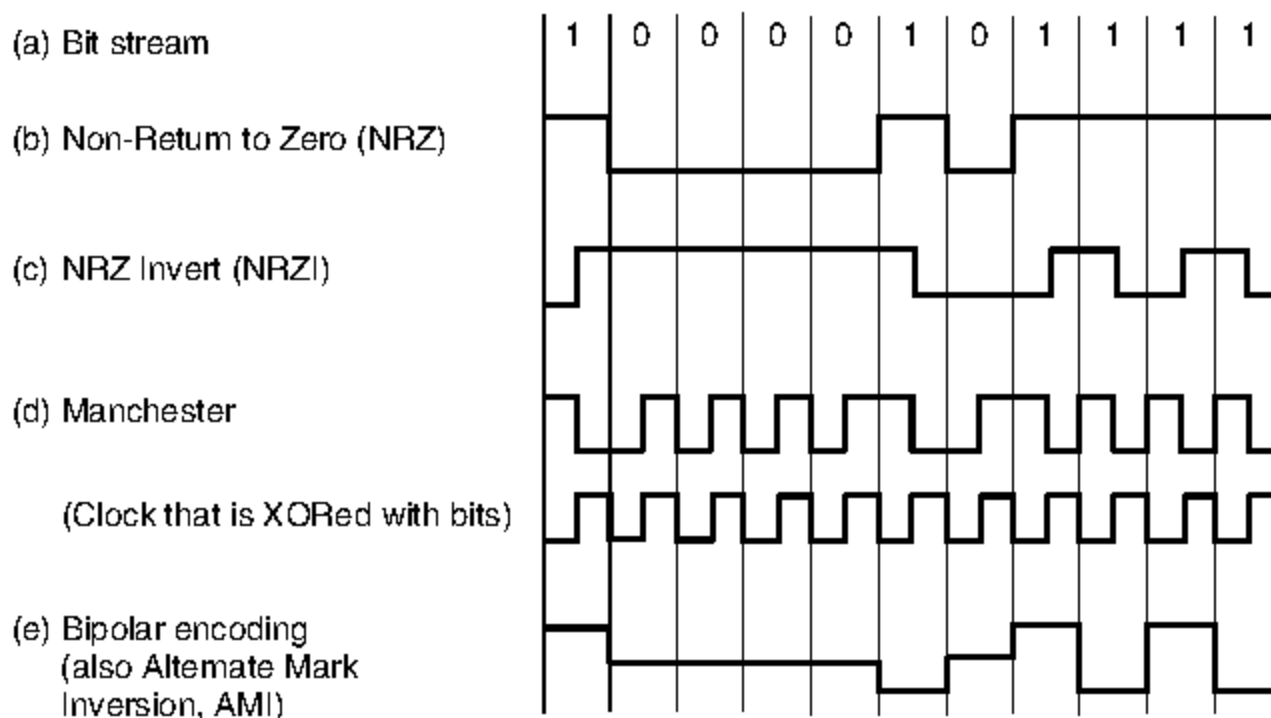 (a) Bit stream 1 0 0 0 0 1 0 1 1 1 1
(b) Non-Return to Zero (NRZ)
(c) NRZ Invert (NRZI)
(d) Manchester
(Clock that is XORed with bits)
(e) Bipolar encoding
(also Alternate Mark
Inversion, AMI)